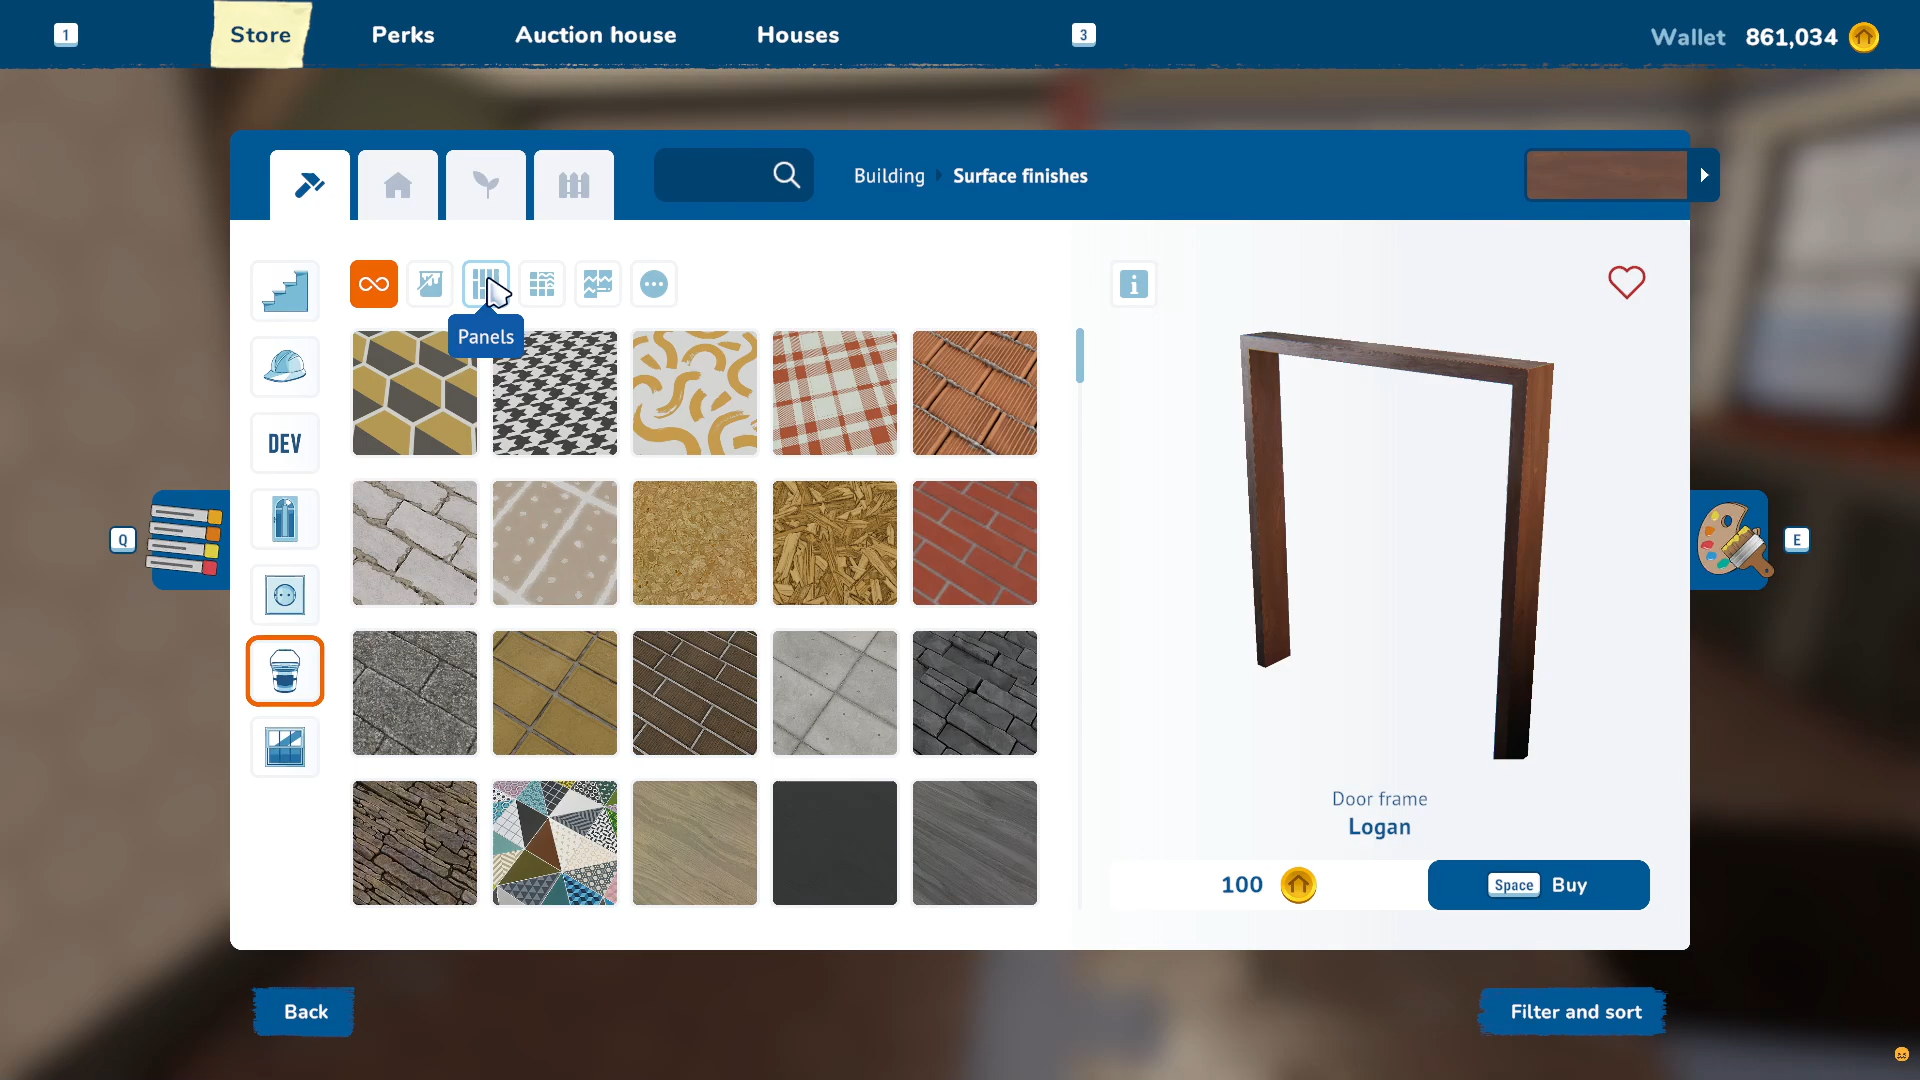 1
Store
Perks
Auction house
Houses
3
Wallet 861,034
Building
Surface finishes
Panels
DEV
i
Q
E
Door frame
Logan
100
Space
Buy
Back
Filter and sort